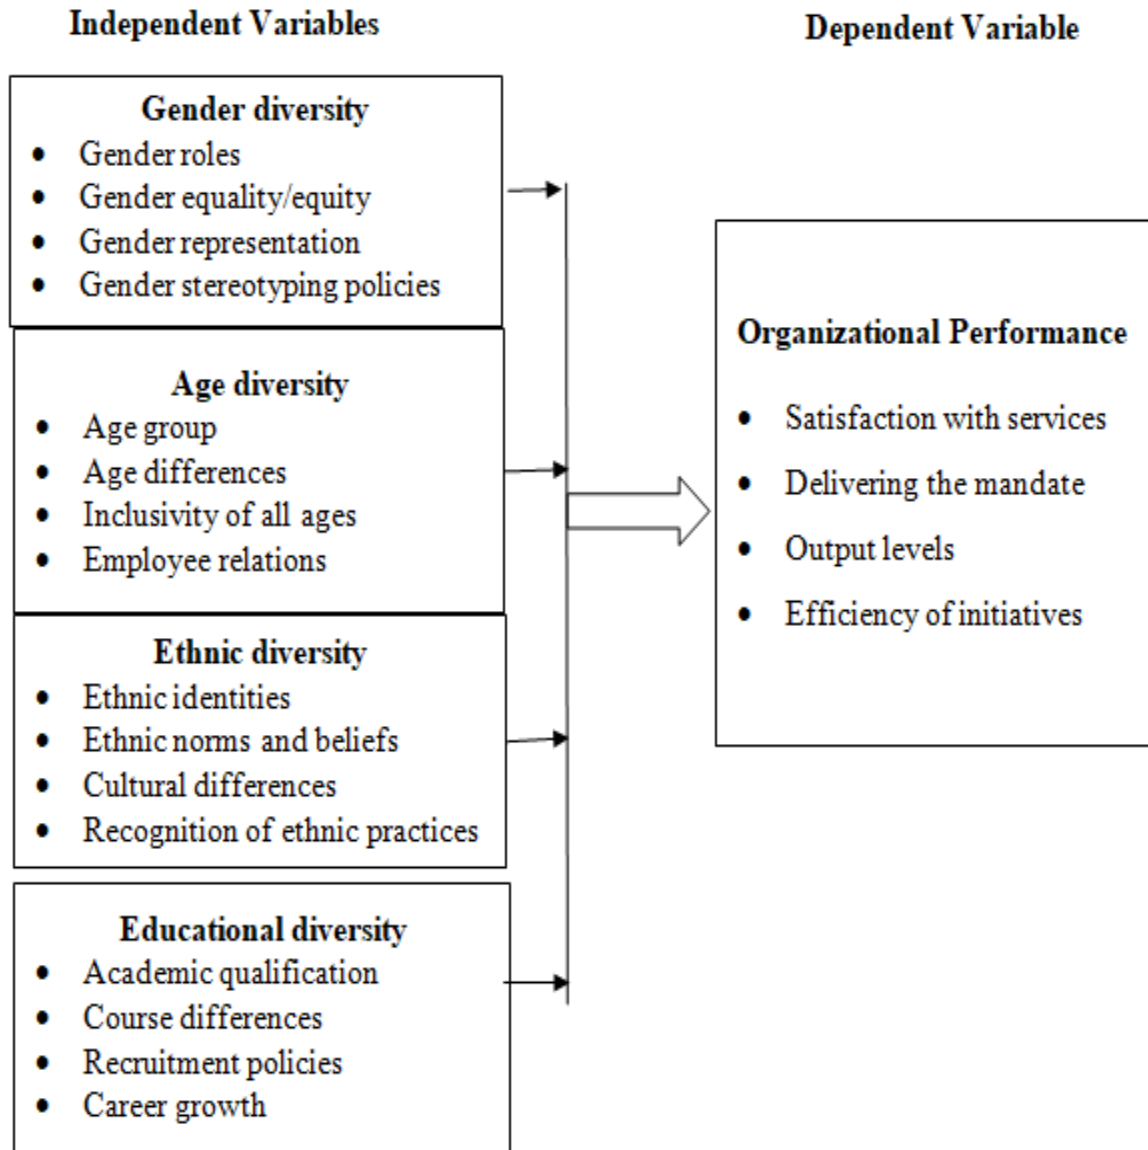 Independent Variables
Dependent Variable
Gender diversity
• Gender roles
• Gender equality/equity
• Gender representation
• Gender stereotyping policies
Age diversity
• Age group
• Age differences
• Inclusivity of all ages
• Employee relations
Ethnic diversity
• Ethnic identities
• Ethnic norms and beliefs
• Cultural differences
• Recognition of ethnic practices
Educational diversity
• Academic qualification
• Course differences
• Recruitment policies
• Career growth
Organizational Performance
• Satisfaction with services
• Delivering the mandate
• Output levels
• Efficiency of initiatives